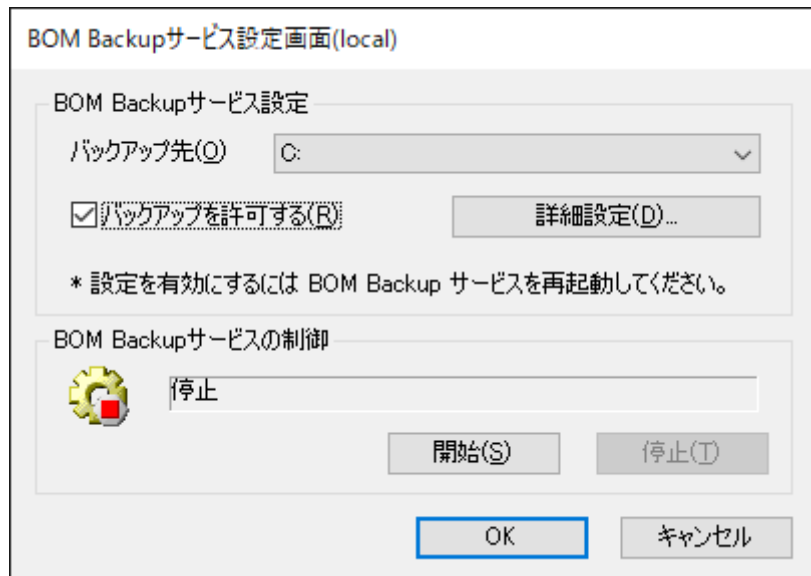 BOM Backupサービス設定画面(local)
BOM Backupサービス設定
バックアップ先(O) C:
バックアップを許可する(R) 詳細設定(D)...
* 設定を有効にするには BOM Backup サービスを再起動してください。
BOM Backupサービスの制御
停止
開始(S) 停止(T)
OK キャンセル